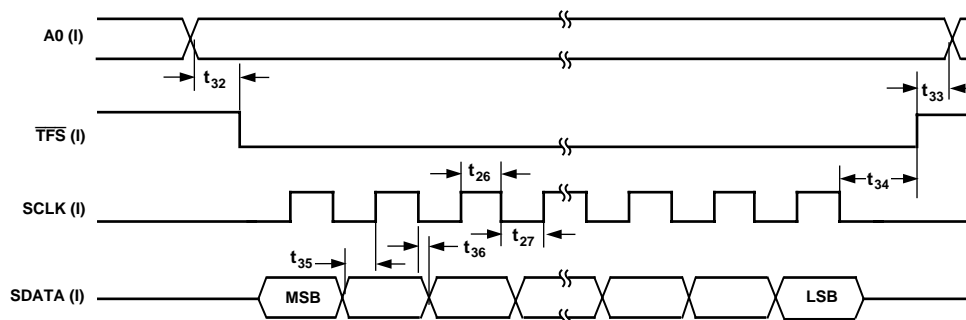 A0 (I)
t32
t33
TFS (I)
t26
t34
SCLK (I)
t27
t36
t35
SDATA (I)
MSB
LSB